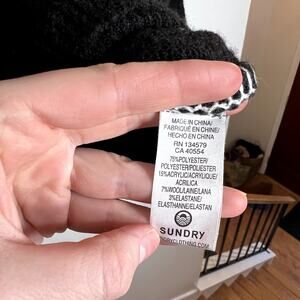 MADE IN CHINA/
FABRIQUÉ EN CHINE/
HECHO EN CHINA
RN 134579
CA 40554
75%POLYESTER/
POLYESTER/POLIESTER
15%ACRYLIC/ACRYLIQUE/
ACRILICA
7%WOOL/LAINE/LANA
3%ELASTANE/
ELASTHANNE/ELASTAN
SUNDRY